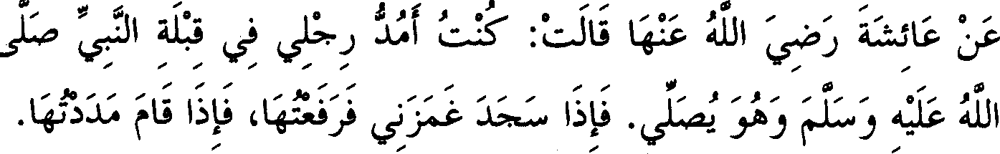 عَنْ عَائِشَةَ رَضِيَ اللَّهُ عَنْهَا قَالَتْ: كُنْتُ أَمُدُّ رِجْلِي فِي قِبْلَةِ النَّبِيِّ صَلَّى
اللَّهُ عَلَيْهِ وَسَلَّمَ وَهُوَ يُصَلِّي. فَإِذَا سَجَدَ غَمَزَنِي فَرَفَعْتُهَا، فَإِذَا قَامَ مَدَدْتُهَا.